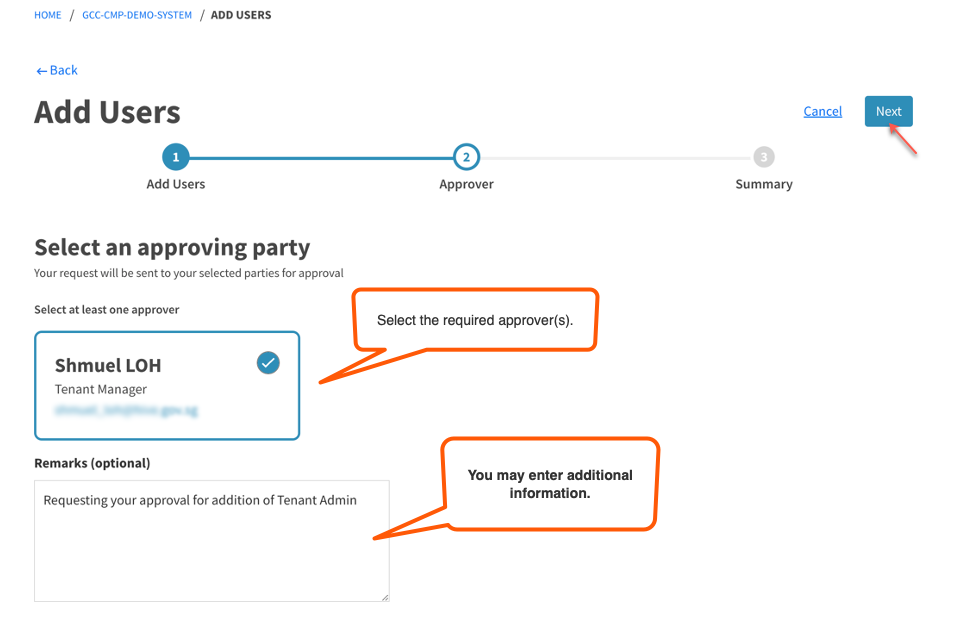 HOME / GCC-CMP-DEMO-SYSTEM / ADD USERS
←Back
Add Users
Cancel
Next
1
2
3
Add Users
Approver
Summary
Select an approving party
Your request will be sent to your selected parties for approval
Select at least one approver
Select the required approver(s).
Shmuel LOH
Tenant Manager
Remarks (optional)
Requesting your approval for addition of Tenant Admin
You may enter additional
information.